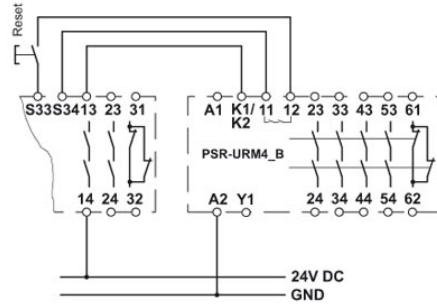 Reset
S33 S34 13 23 31
A1 K1/ 11 12 23 33 43 53 61
K2
PSR-URM4_B
14 24 32
A2 Y1 24 34 44 54 62
24V DC
GND